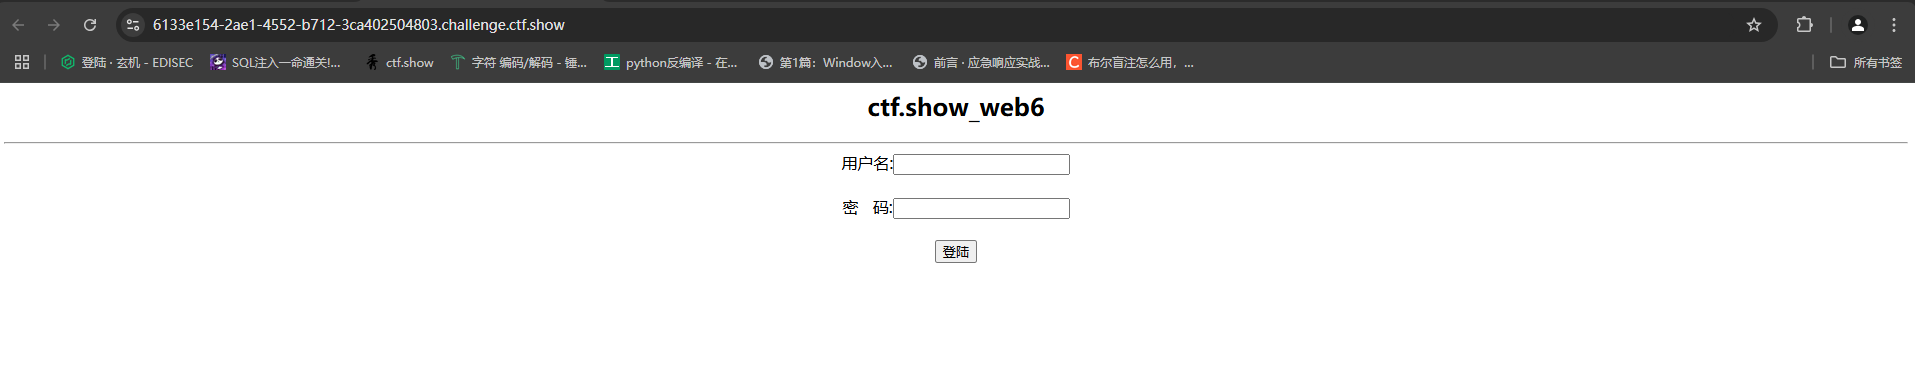 6133e154-2ae1-4552-b712-3ca402504803.challenge.ctf.show
登陆 · 玄机 - EDISEC SQL注入一命通关!... ctf.show 字符 编码/解码 - 锤... python反编译 - 在... 第1篇：Window入... 前言 · 应急响应实战... 布尔盲注怎么用，... 所有书签
ctf.show_web6
用户名:
密 码:
登陆